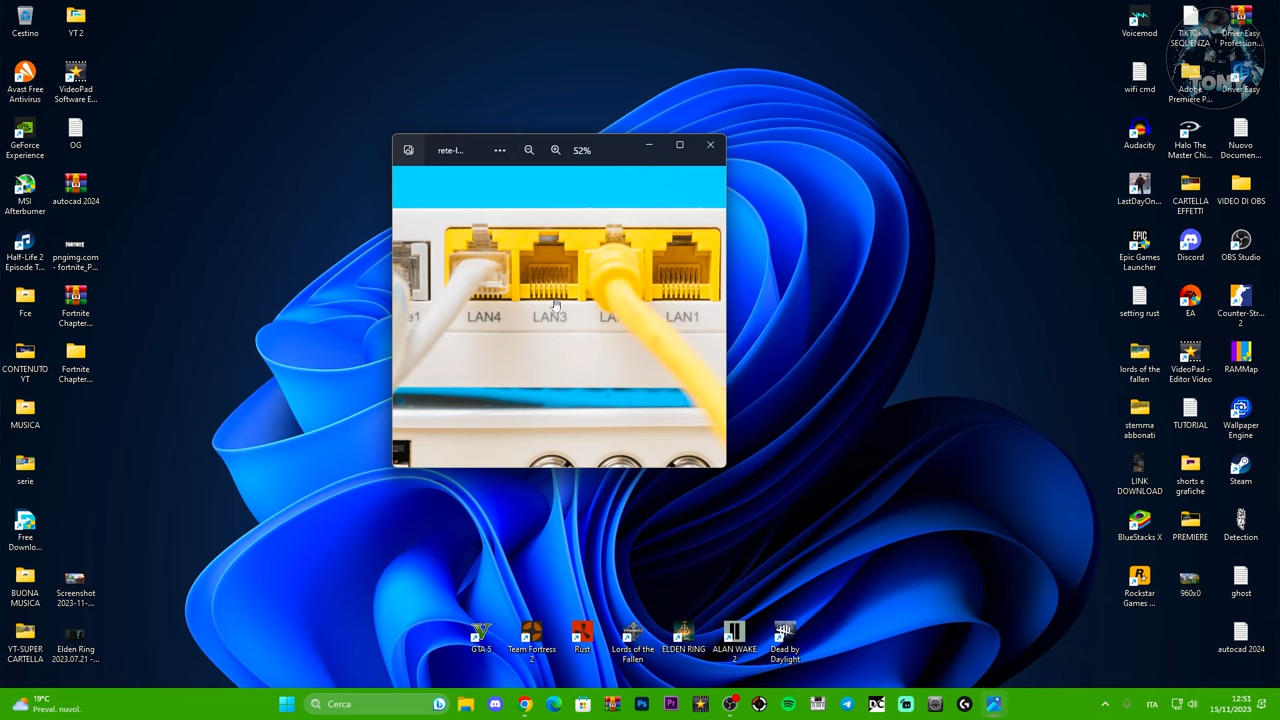 Cestino
YT 2
Avast Free
Antivirus
VideoPad
Software E...
GeForce
Experience
OG
MSI
Afterburner
autocad 2024
Half-Life 2
Episode T...
pngimg.com
- fortnite_P...
Fce
Fortnite
Chapter...
CONTENUTO
YT
Fortnite
Chapter...
MUSICA
serie
Free
Downlo...
BUONA
MUSICA
Screenshot
2023-11-...
YT-SUPER
CARTELLA
Elden Ring
2023.07.21 -...
rete-l...
52%
LAN4
LAN3
LAN1
GTA 5
Team Fortress
2
Rust
Lords of the
Fallen
ELDEN RING
ALAN WAKE
2
Dead by
Daylight
Voicemod
TIKTOK
SEQUENZA
Driver Easy
Profession...
wifi cmd
Adobe
Premiere P...
Driver Easy
TONY
Audacity
Halo The
Master Chi...
Nuovo
Documen...
LastDayOn...
CARTELLA
EFFETTI
VIDEO DI OBS
EPIC
GAMES
Epic Games
Launcher
Discord
OBS Studio
setting rust
EA
Counter-Str...
2
lords of the
fallen
VideoPad -
Editor Video
RAMMap
stemma
abbonati
TUTORIAL
Wallpaper
Engine
LINK
DOWNLOAD
shorts e
grafiche
Steam
BlueStacks X
PREMIERE
Detection
Rockstar
Games ...
960x0
ghost
autocad 2024
19°C
Preval. nuvol.
Cerca
Ps
Pr
ITA
12:51
15/11/2023